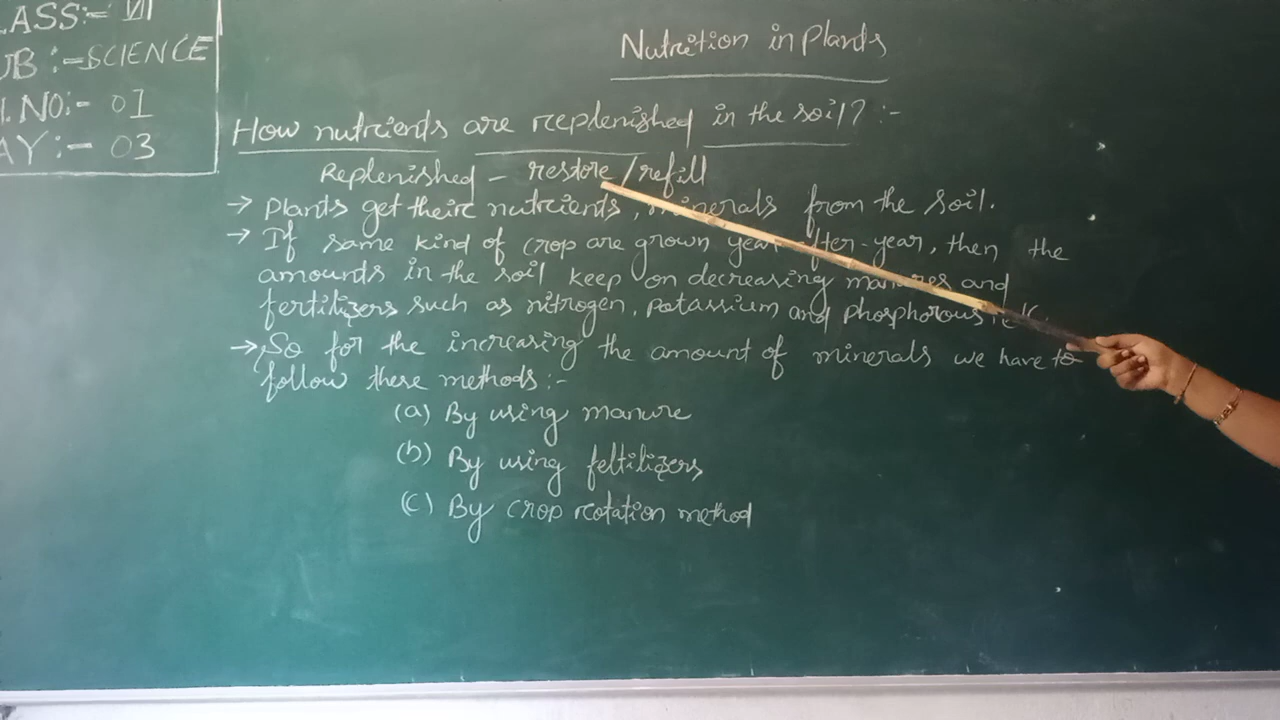 LASS:- VII
UB :- SCIENCE
.NO:- 01
AY :- 03
Nutrition in Plants
How nutrients are replenished in the soil? :-
Replenished - restore / refill
→ Plants get their nutrients, minerals from the soil.
→ If same kind of crop are grown year after-year, then the
amounts in the soil keep on decreasing manures and
fertilizers such as nitrogen, potassium and phosphorous,
→ So for the increasing the amount of minerals we have to
follow these methods :-
(a) By using manure
(b) By using feltilizers
(c) By crop rotation method